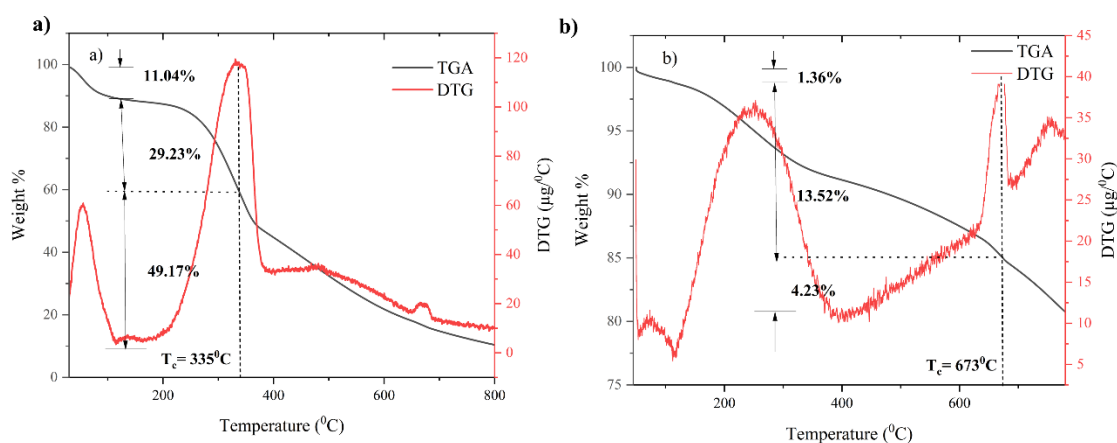 a)
a)
TGA
DTG
11.04%
29.23%
49.17%
T_c= 335⁰C
100
80
60
40
20
0
Weight %
200
400
600
800
Temperature (⁰C)
120
100
80
60
40
20
0
DTG (µg/⁰C)
b)
b)
TGA
DTG
1.36%
13.52%
4.23%
T_c= 673⁰C
100
95
90
85
80
75
Weight %
200
400
600
Temperature (⁰C)
45
40
35
30
25
20
15
10
5
DTG (µg/⁰C)